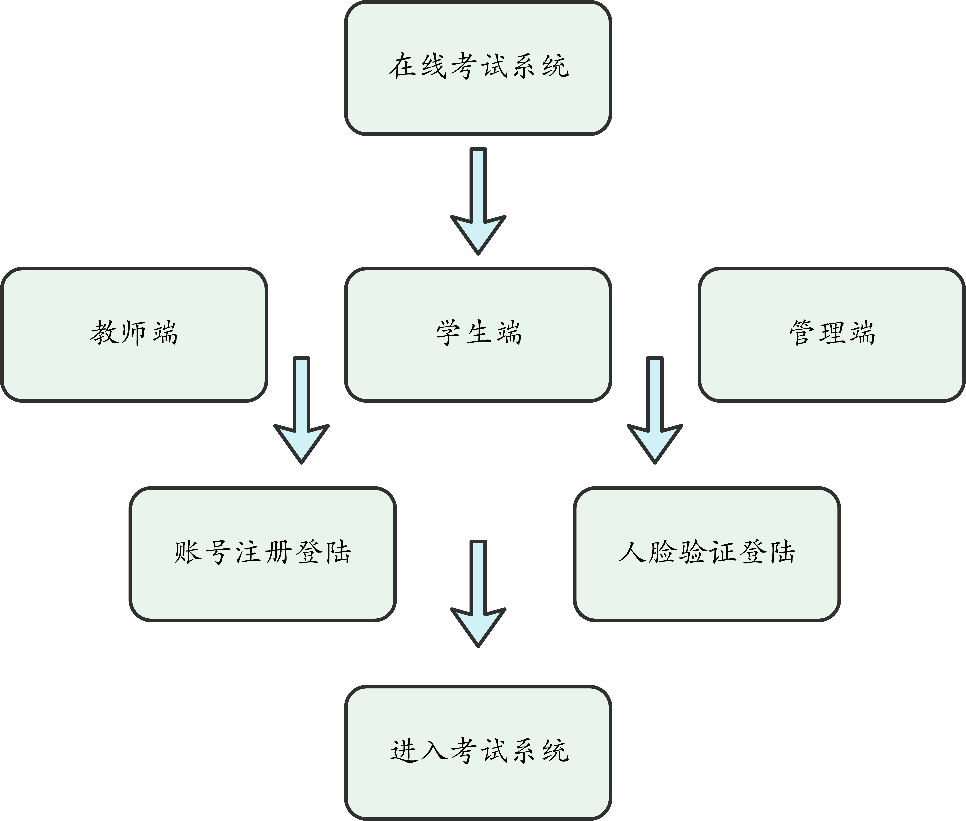 在线考试系统
教师端
学生端
管理端
账号注册登陆
人脸验证登陆
进入考试系统